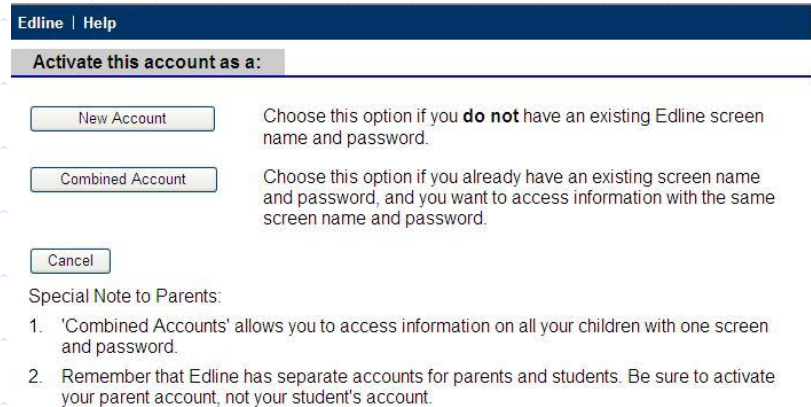 Edline | Help
Activate this account as a:
New Account
Choose this option if you do not have an existing Edline screen
name and password.
Combined Account
Choose this option if you already have an existing screen name
and password, and you want to access information with the same
screen name and password.
Cancel
Special Note to Parents:
1. 'Combined Accounts' allows you to access information on all your children with one screen
and password.
2. Remember that Edline has separate accounts for parents and students. Be sure to activate
your parent account, not your student's account.